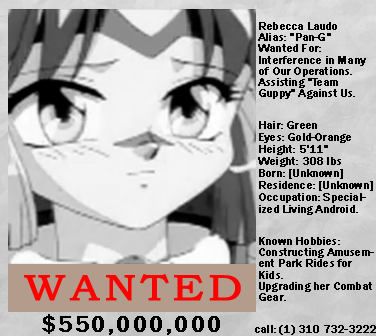 Rebecca Laudo
Alias: "Pan-G"
Wanted For:
Interference in Many
of Our Operations.
Assisting "Team
Guppy" Against Us.
Hair: Green
Eyes: Gold-Orange
Height: 5'11"
Weight: 308 lbs
Born: [Unknown]
Residence: [Unknown]
Occupation: Special-
ized Living Android.
Known Hobbies:
Constructing Amusem-
ent Park Rides for
Kids.
Upgrading her Combat
Gear.
WANTED
$550,000,000
call: (1) 310 732-3222